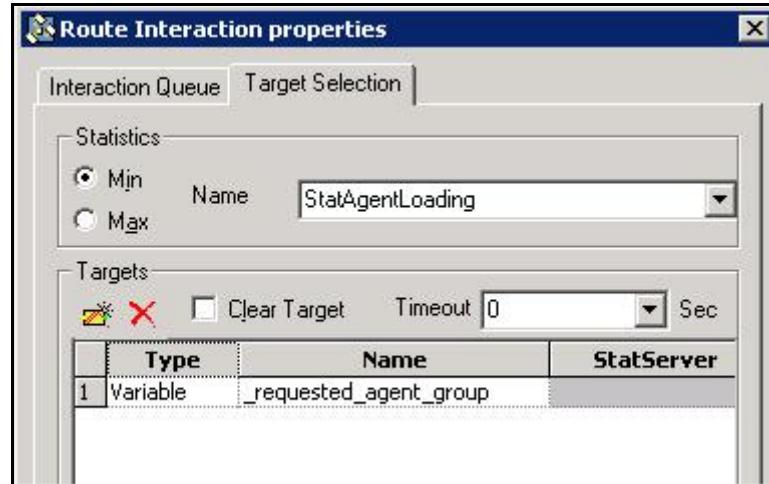 Route Interaction properties
Interaction Queue Target Selection
Statistics
Min
Name StatAgentLoading
Max
Targets
Clear Target Timeout 0 Sec
Type Name StatServer
1 Variable _requested_agent_group